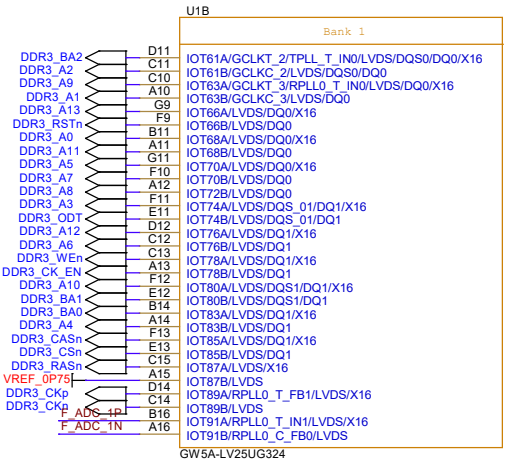 U1B
Bank 1
DDR3_BA2 D11 IOT61A/GCLKT_2/TPLL_T_IN0/LVDS/DQS0/DQ0/X16
DDR3_A2 C11 IOT61B/GCLKC_2/LVDS/DQS0/DQ0
DDR3_A9 C10 IOT63A/GCLKT_3/RPLL0_T_IN0/LVDS/DQ0/X16
DDR3_A1 A10 IOT63B/GCLKC_3/LVDS/DQ0
DDR3_A13 G9 IOT66A/LVDS/DQ0/X16
DDR3_RSTn F9 IOT66B/LVDS/DQ0
DDR3_A0 B11 IOT68A/LVDS/DQ0/X16
DDR3_A11 A11 IOT68B/LVDS/DQ0
DDR3_A5 G11 IOT70A/LVDS/DQ0/X16
DDR3_A7 F10 IOT70B/LVDS/DQ0
DDR3_A8 A12 IOT72B/LVDS/DQ0
DDR3_A3 F11 IOT74A/LVDS/DQS_01/DQ1/X16
DDR3_ODT E11 IOT74B/LVDS/DQS_01/DQ1
DDR3_A12 D12 IOT76A/LVDS/DQ1/X16
DDR3_A6 C12 IOT76B/LVDS/DQ1
DDR3_WEn C13 IOT78A/LVDS/DQ1/X16
DDR3_CK_EN A13 IOT78B/LVDS/DQ1
DDR3_A10 F12 IOT80A/LVDS/DQS1/DQ1/X16
DDR3_BA1 E12 IOT80B/LVDS/DQS1/DQ1
DDR3_BA0 B14 IOT83A/LVDS/DQ1/X16
DDR3_A4 A14 IOT83B/LVDS/DQ1
DDR3_CASn F13 IOT85A/LVDS/DQ1/X16
DDR3_CSn E13 IOT85B/LVDS/DQ1
DDR3_RASn C15 IOT87A/LVDS/X16
VREF_0P75 A15 IOT87B/LVDS
DDR3_CKp D14 IOT89A/RPLL0_T_FB1/LVDS/X16
DDR3_CKn C14 IOT89B/LVDS
F_ADC_1P B16 IOT91A/RPLL0_T_IN1/LVDS/X16
F_ADC_1N A16 IOT91B/RPLL0_C_FB0/LVDS
GW5A-LV25UG324